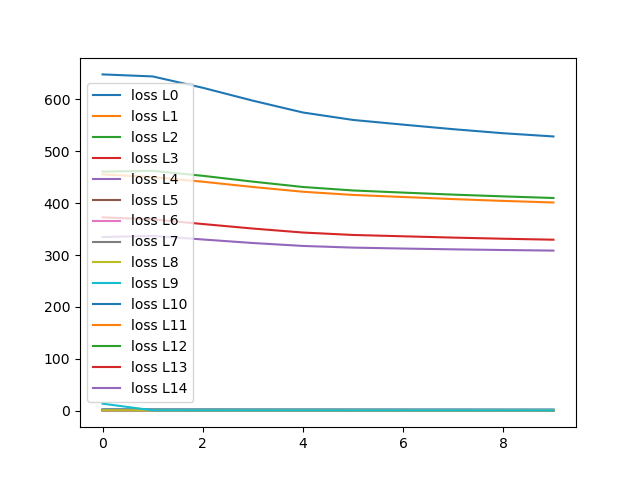 600
500
400
300
200
100
0
loss L0
loss L1
loss L2
loss L3
loss L4
loss L5
loss L6
loss L7
loss L8
loss L9
loss L10
loss L11
loss L12
loss L13
loss L14
0 2 4 6 8